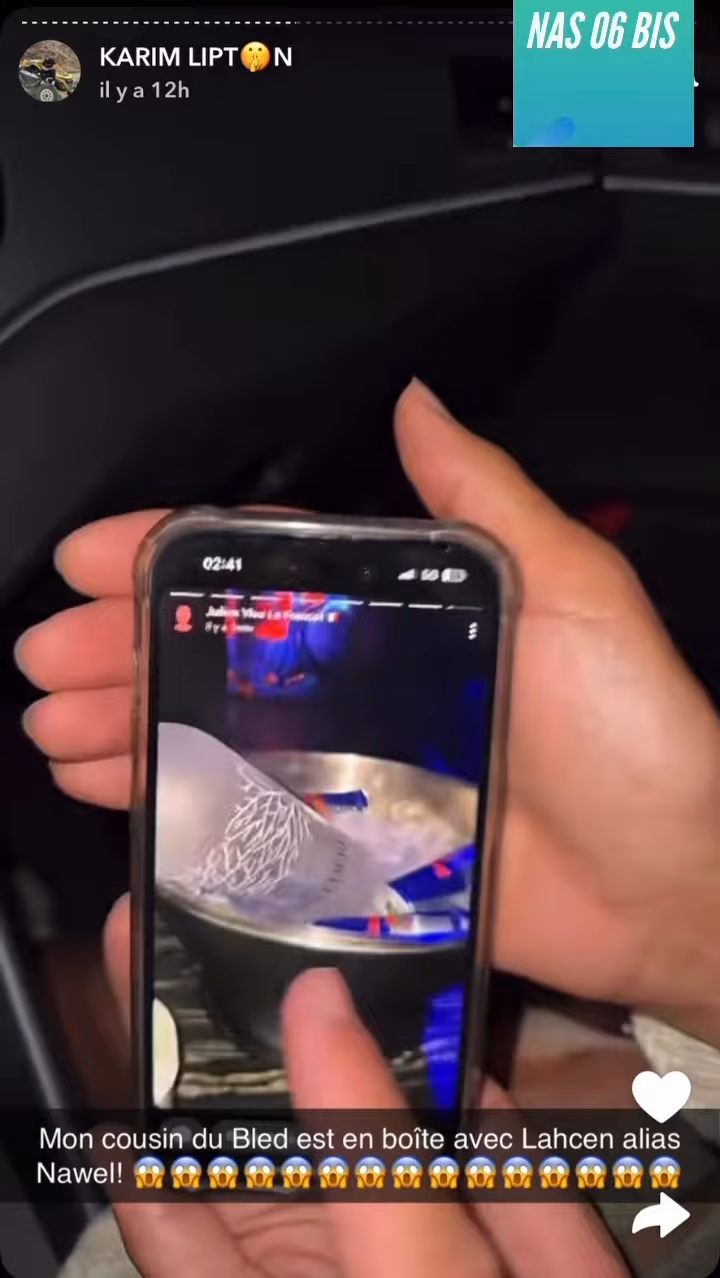 KARIM LIPT🤫N
il y a 12h
NAS 06 BIS
02:41
Mon cousin du Bled est en boîte avec Lahcen alias
Nawel! 😱😱😱😱😱😱😱😱😱😱😱😱😱😱😱